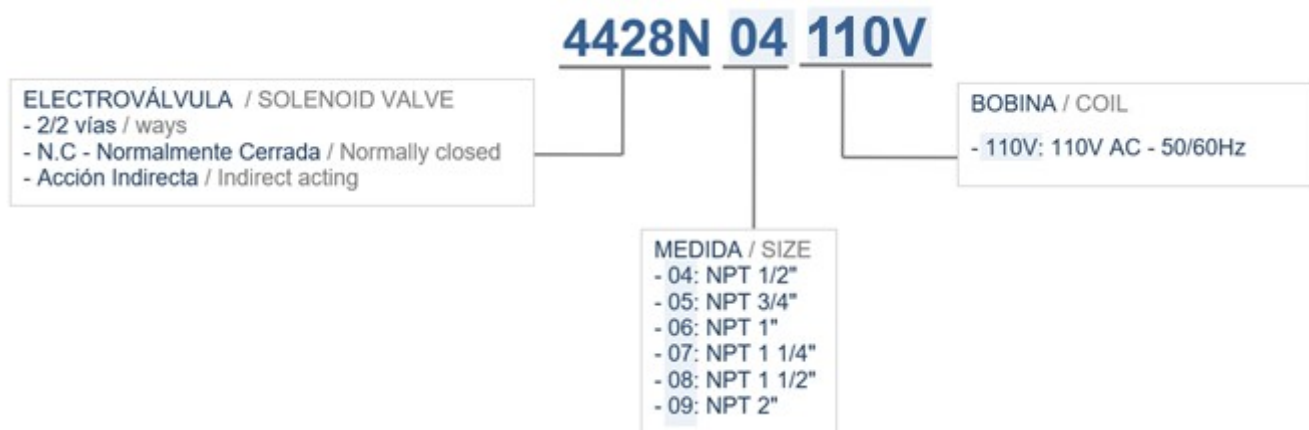 4428N 04 110V
ELECTROVÁLVULA / SOLENOID VALVE
- 2/2 vías / ways
- N.C - Normalmente Cerrada / Normally closed
- Acción Indirecta / Indirect acting
BOBINA / COIL
- 110V: 110V AC - 50/60Hz
MEDIDA / SIZE
- 04: NPT 1/2"
- 05: NPT 3/4"
- 06: NPT 1"
- 07: NPT 1 1/4"
- 08: NPT 1 1/2"
- 09: NPT 2"